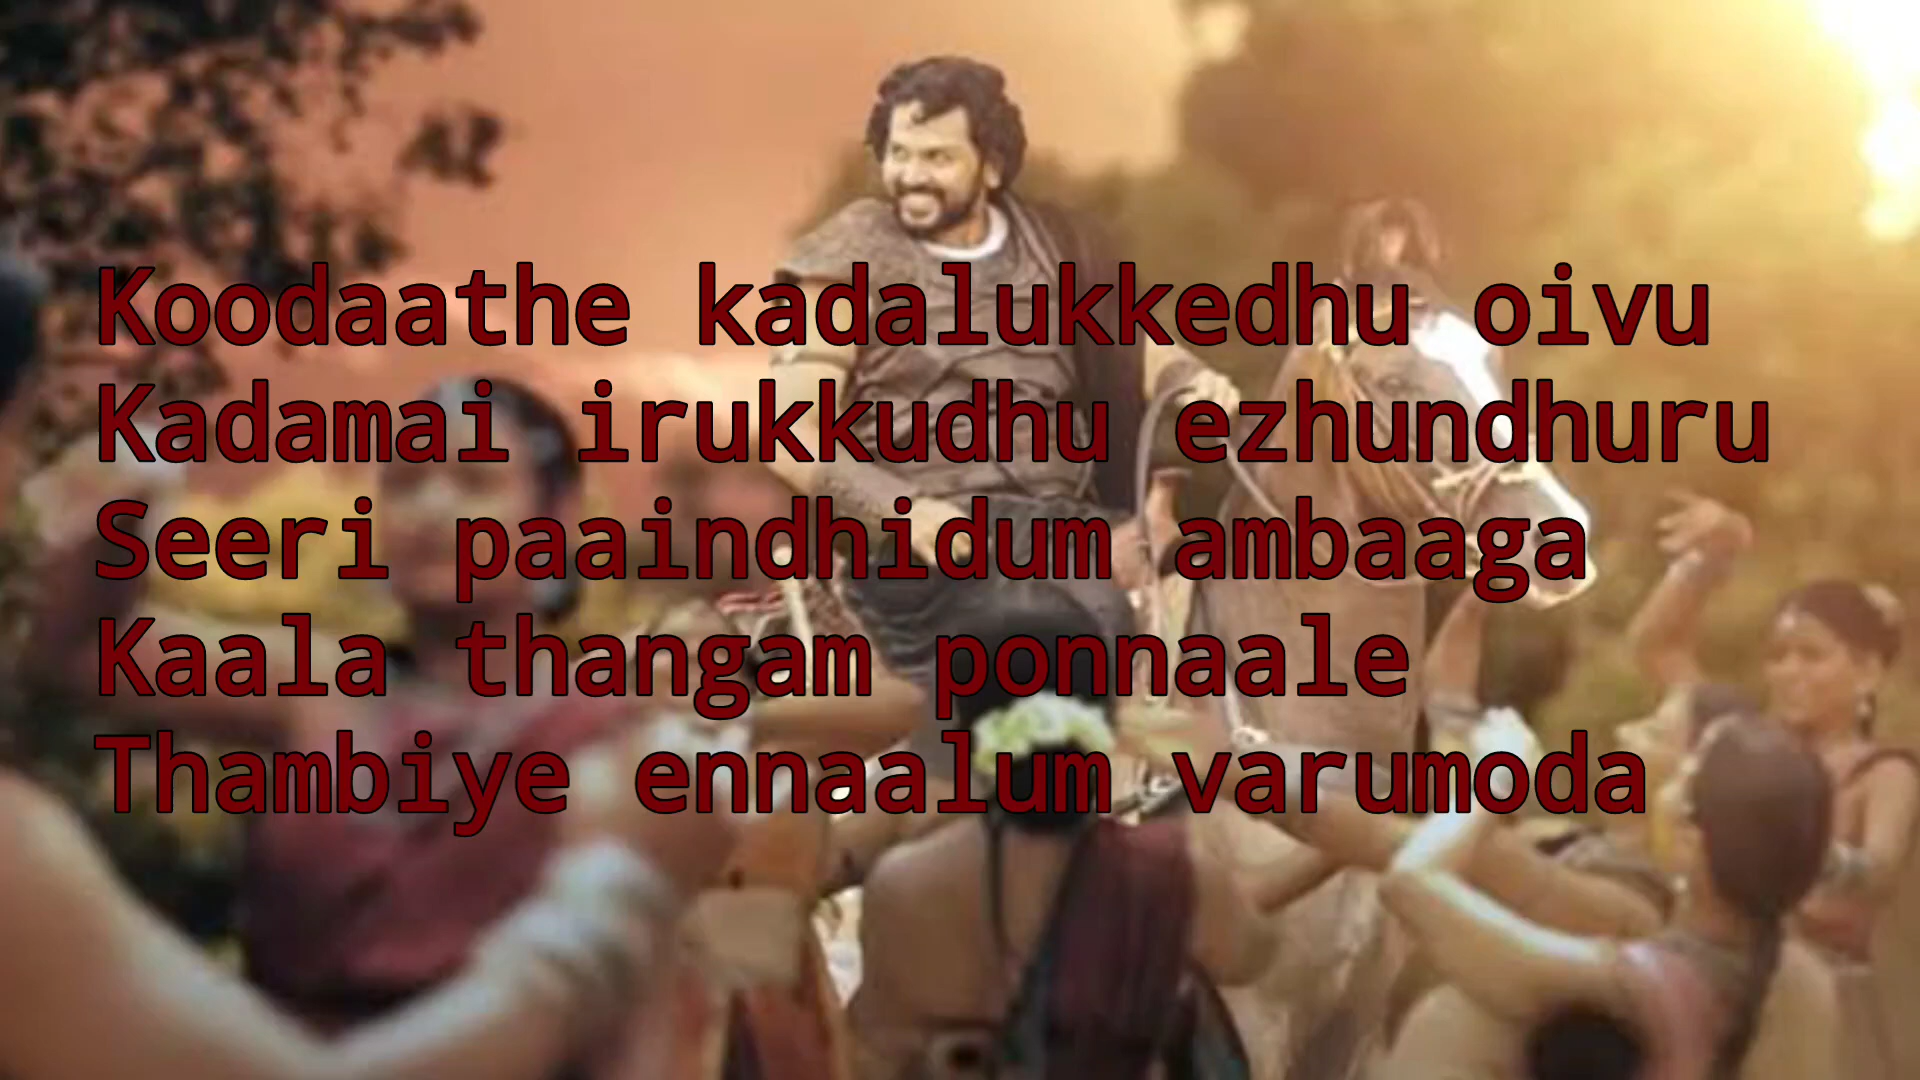 Koodaathe kadalukkedhu oivu
Kadamai irukkudhu ezhundhuru
Seeri paaindhidum ambaaga
Kaala thangam ponnaale
Thambiye ennaalum varumoda